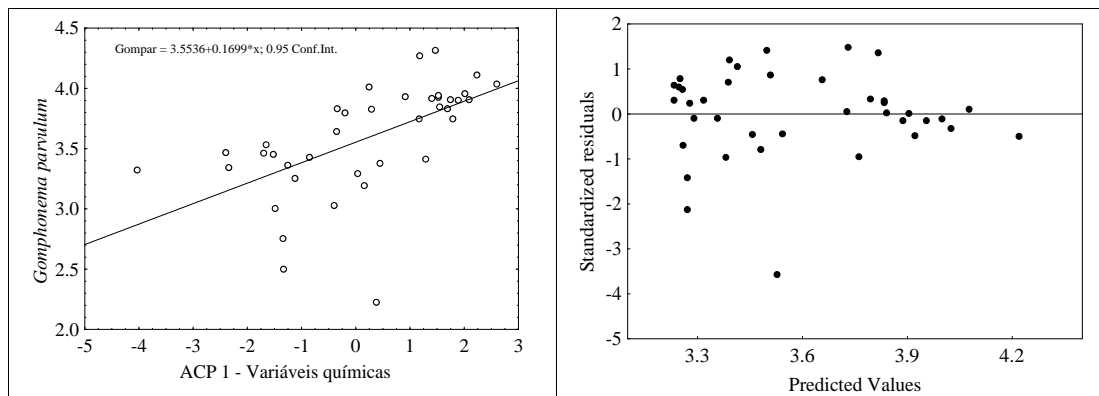 Gompar = 3.5536+0.1699*x; 0.95 Conf.Int.
Gomphonema parvulum
4.5
4.0
3.5
3.0
2.5
2.0
-5 -4 -3 -2 -1 0 1 2 3
ACP 1 - Variáveis químicas
Standardized residuals
2
1
0
-1
-2
-3
-4
-5
3.3 3.6 3.9 4.2
Predicted Values